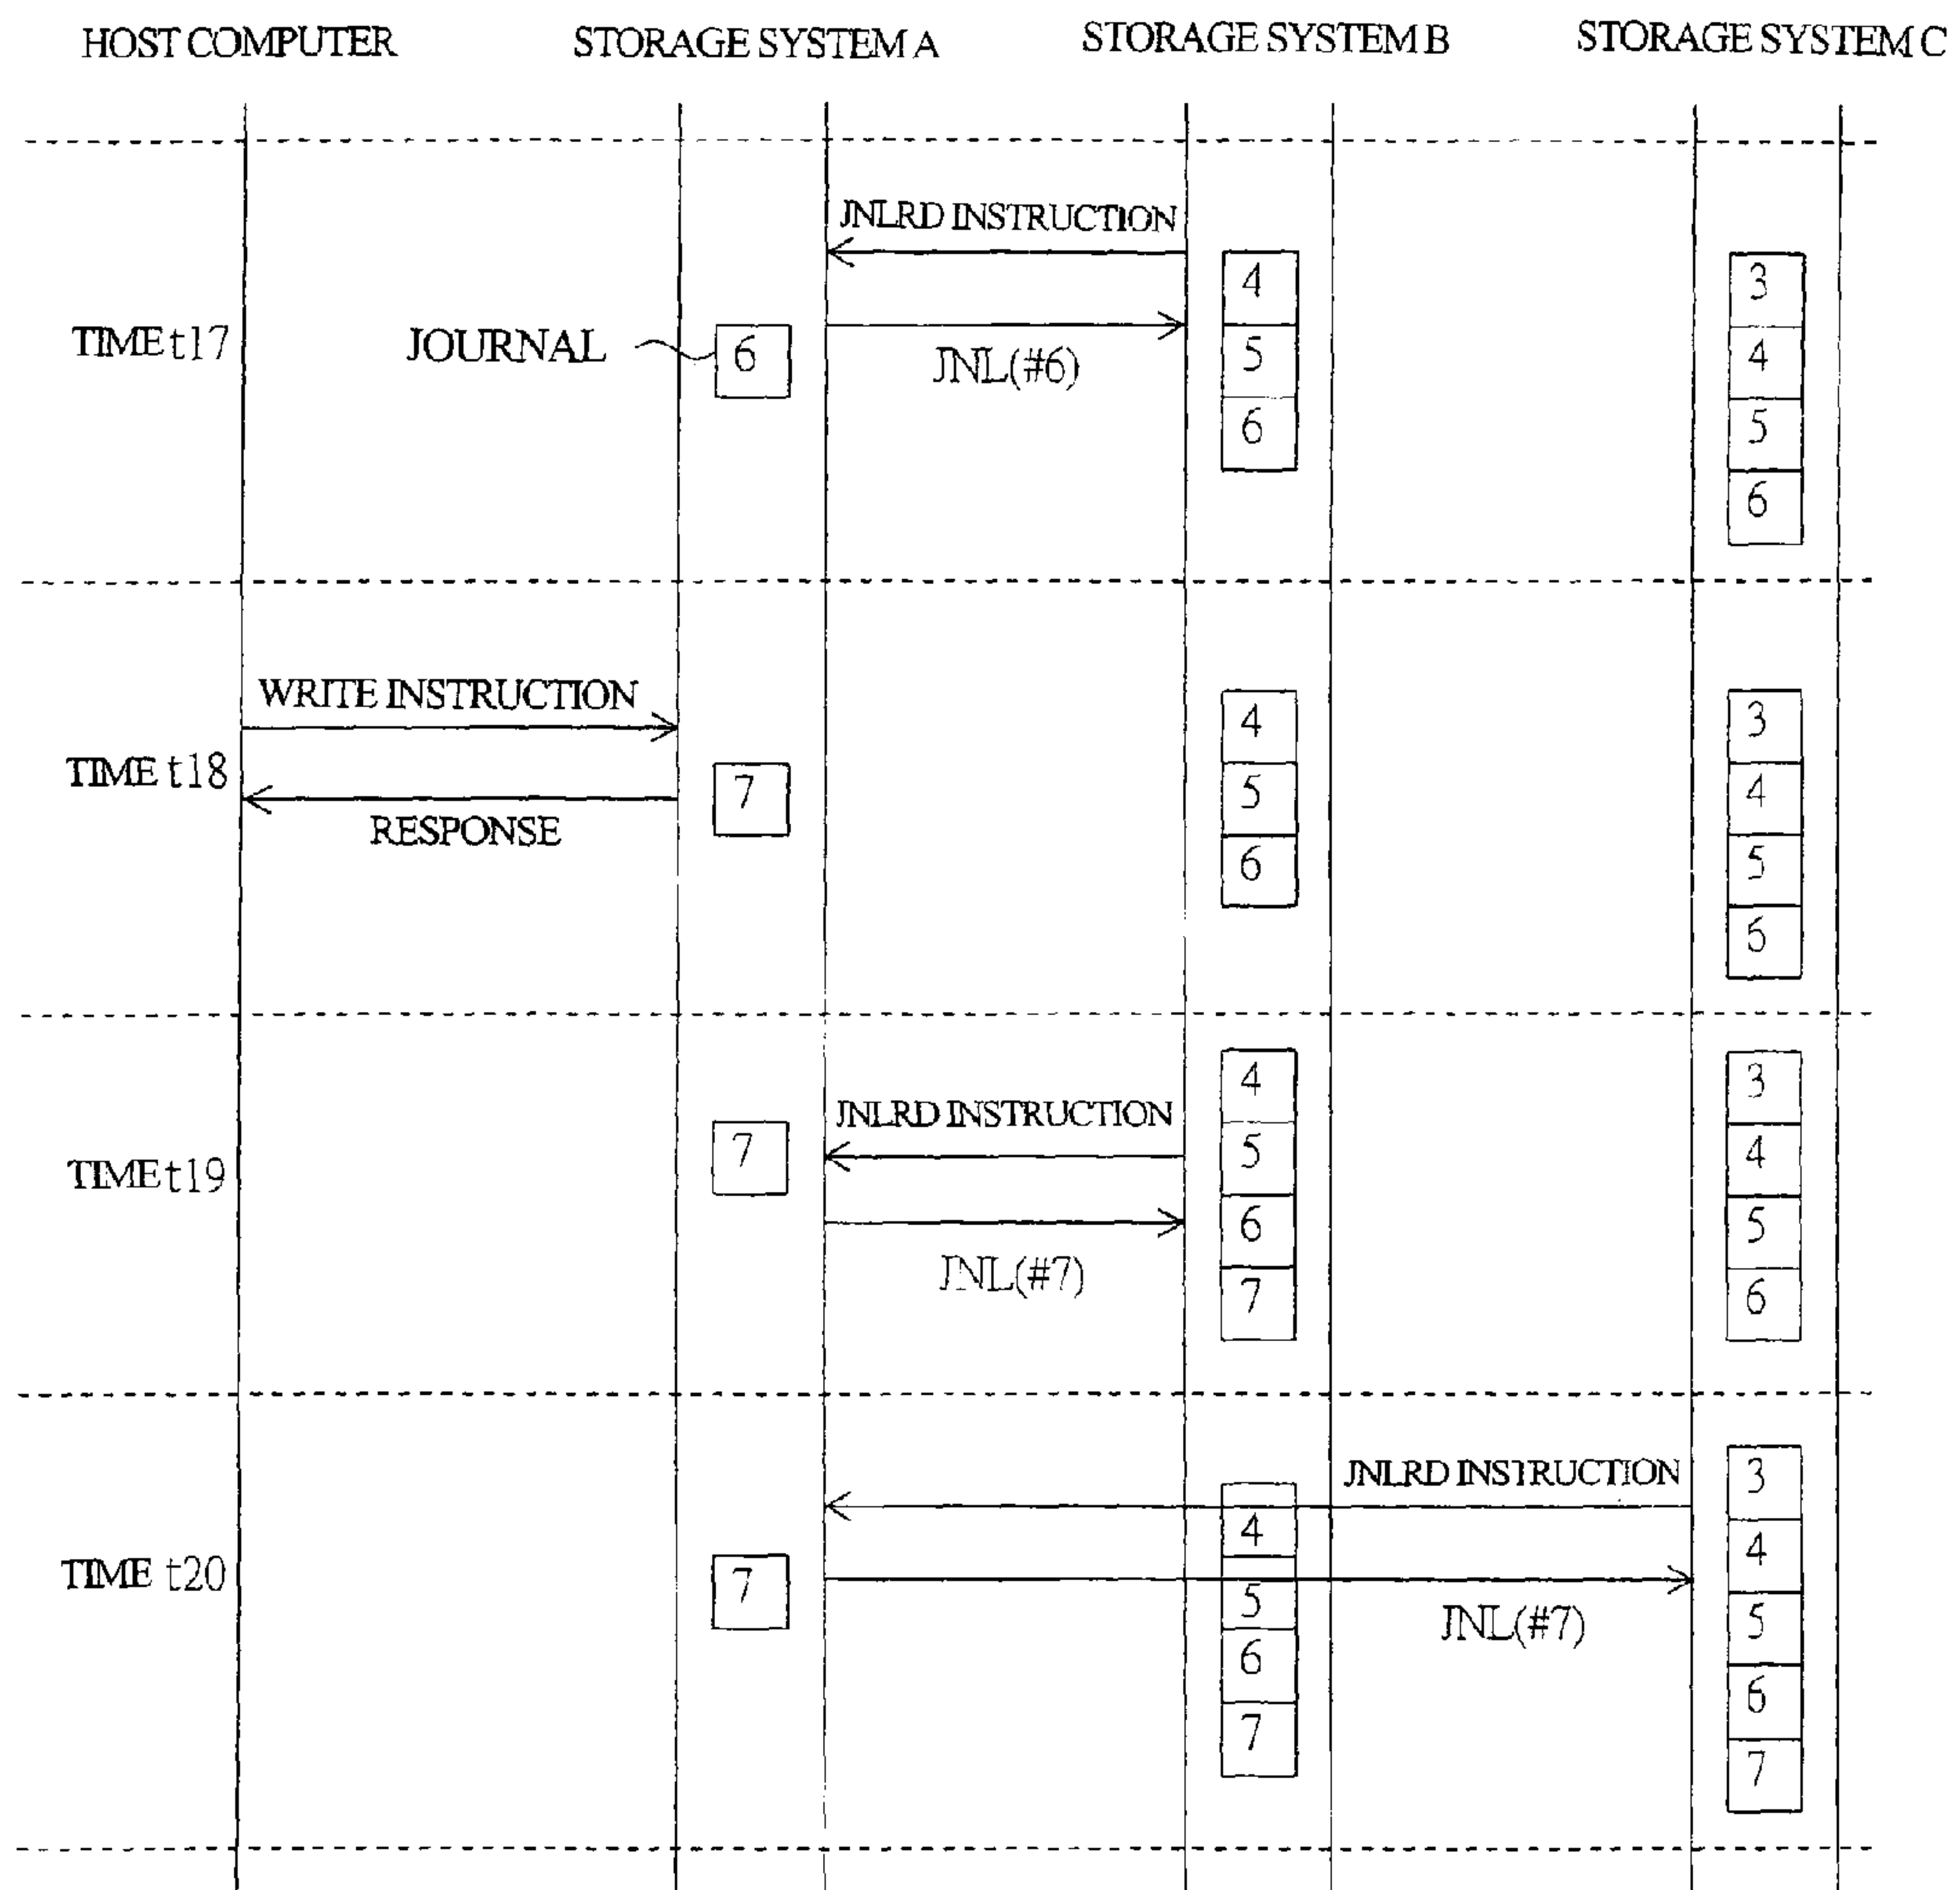 HOST COMPUTER STORAGE SYSTEM A STORAGE SYSTEM B STORAGE SYSTEM C
JNLRD INSTRUCTION
4 3
TIME t17 JOURNAL 6 JNL(#6) 5 4
6 5
6
WRITE INSTRUCTION
4 3
TIME t18 7 5 4
RESPONSE
6 5
6
4 3
JNLRD INSTRUCTION
TIME t19 7 5 4
6 5
JNL(#7)
7 6
JNLRD INSTRUCTION 3
4 4
TIME t20 7 5 JNL(#7) 5
6 6
7 7